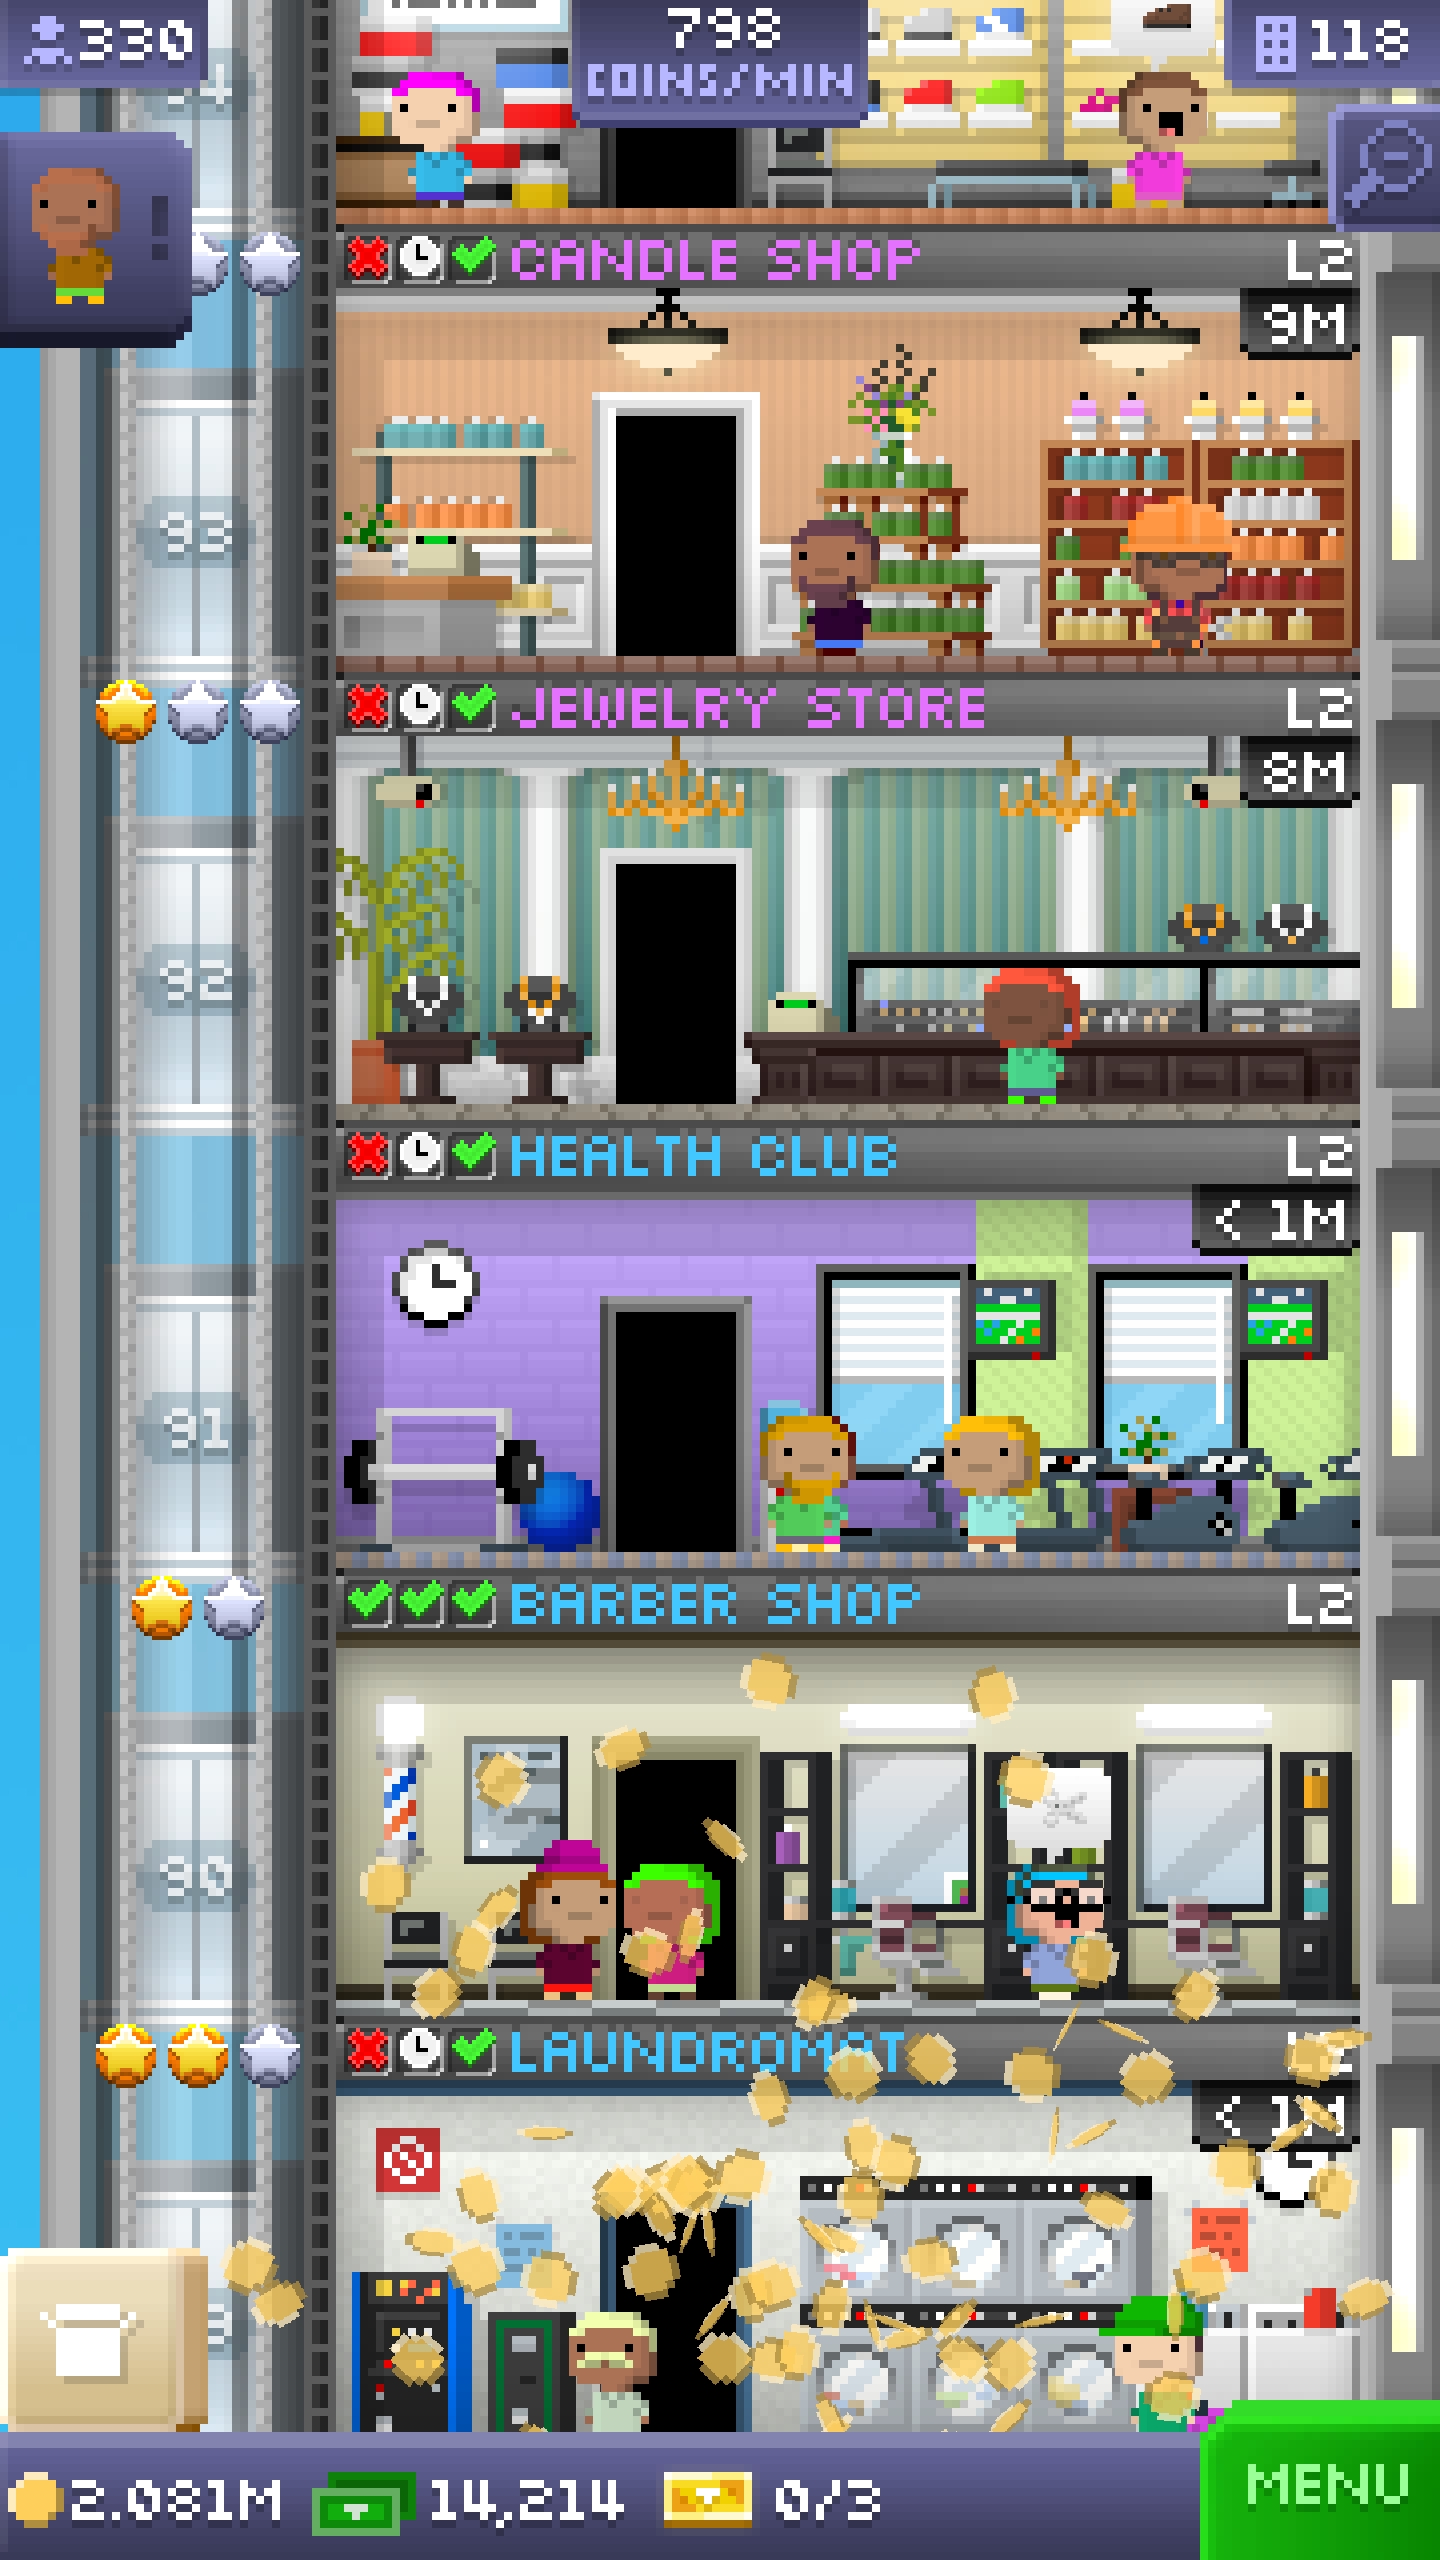 330
798
COINS/MIN
118
CANDLE SHOP L2
9M
93
JEWELRY STORE L2
8M
92
HEALTH CLUB L2
< 1M
91
BARBER SHOP L2
90
LAUNDROMAT
< 1M
2.081M 14,214 0/3
MENU